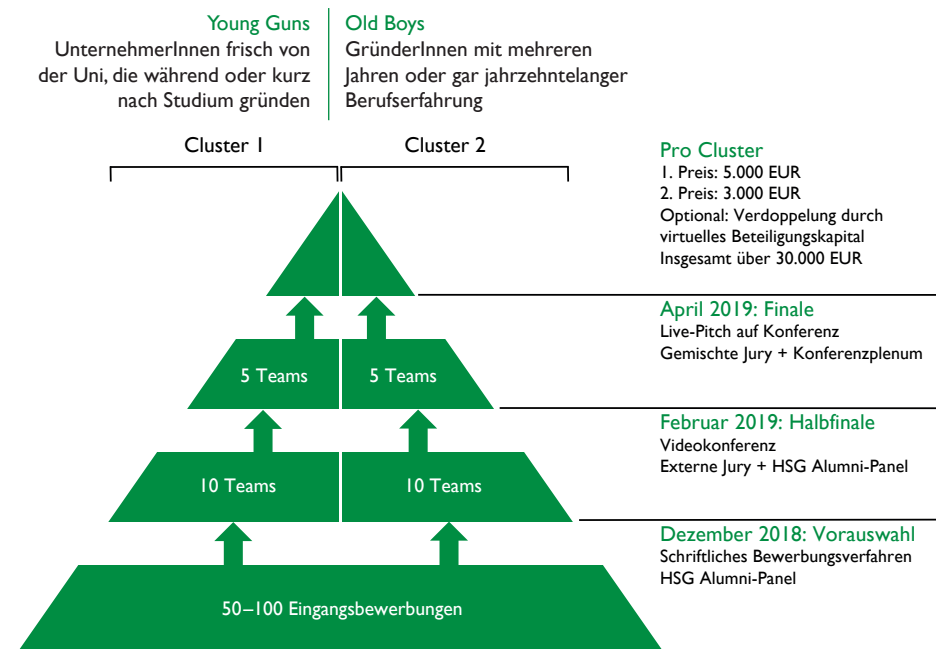 Young Guns
UnternehmerInnen frisch von
der Uni, die während oder kurz
nach Studium gründen
Old Boys
GründerInnen mit mehreren
Jahren oder gar jahrzehntelanger
Berufserfahrung
Cluster 1
Cluster 2
Pro Cluster
1. Preis: 5.000 EUR
2. Preis: 3.000 EUR
Optional: Verdoppelung durch
virtuelles Beteiligungskapital
Insgesamt über 30.000 EUR
April 2019: Finale
Live-Pitch auf Konferenz
Gemischte Jury + Konferenzplenum
5 Teams
5 Teams
Februar 2019: Halbfinale
Videokonferenz
Externe Jury + HSG Alumni-Panel
10 Teams
10 Teams
Dezember 2018: Vorauswahl
Schriftliches Bewerbungsverfahren
HSG Alumni-Panel
50–100 Eingangsbewerbungen